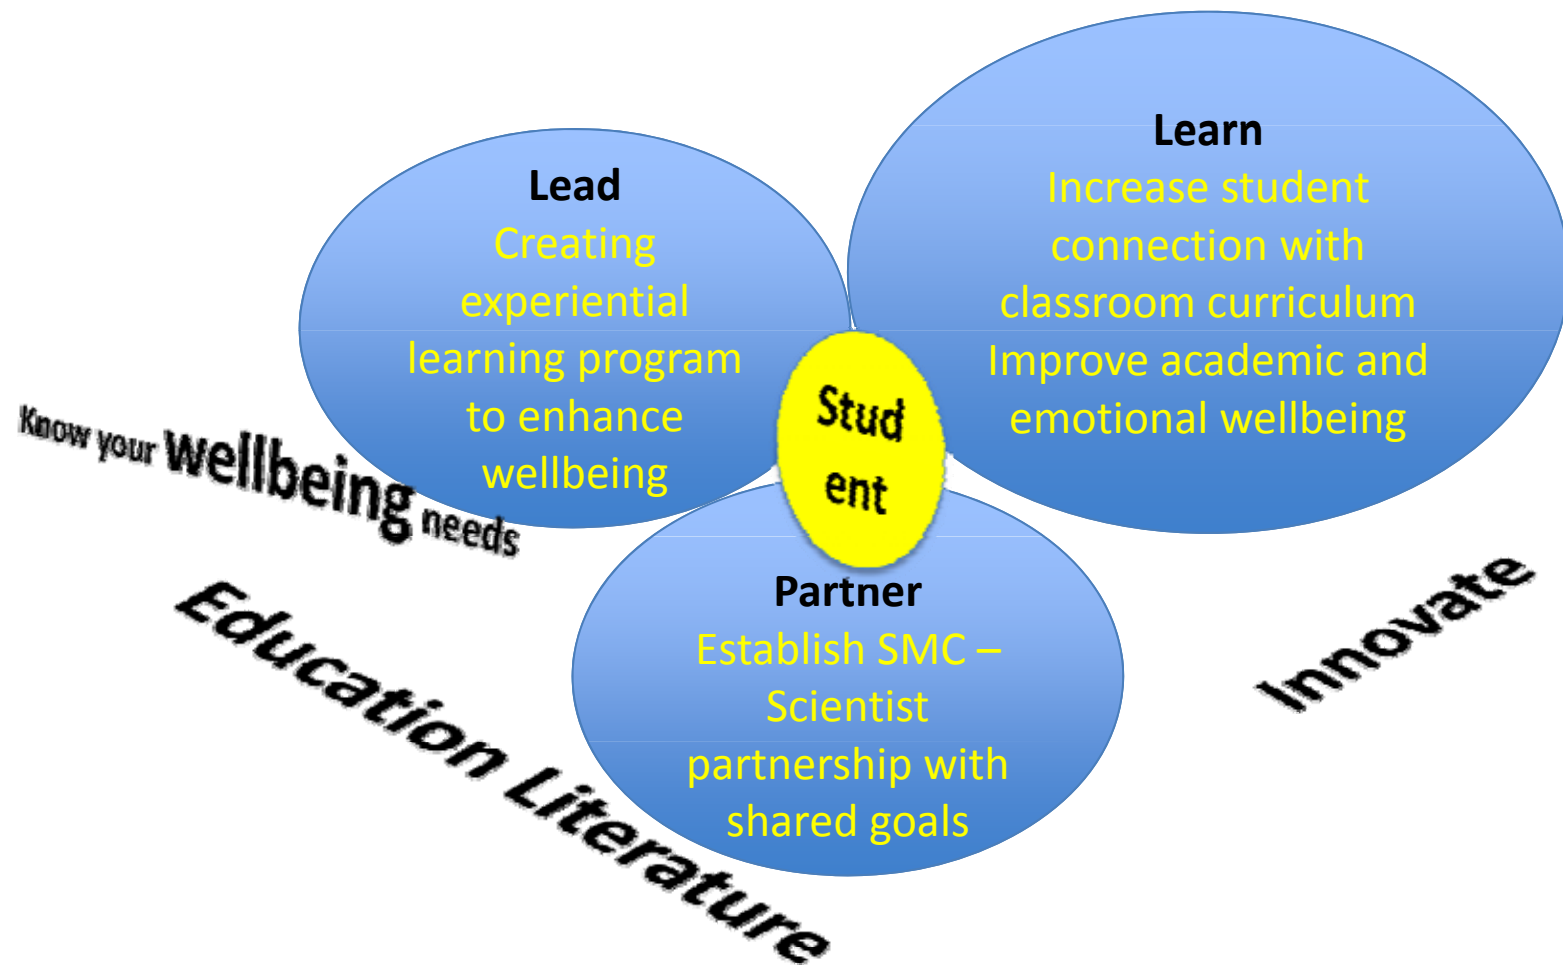 Lead
Creating
experiential
learning program
to enhance
wellbeing
Learn
Increase student
connection with
classroom curriculum
Improve academic and
emotional wellbeing
Stud
ent
Partner
Establish SMC –
Scientist
partnership with
shared goals
Know your Wellbeing needs
Education Literature
Innovate